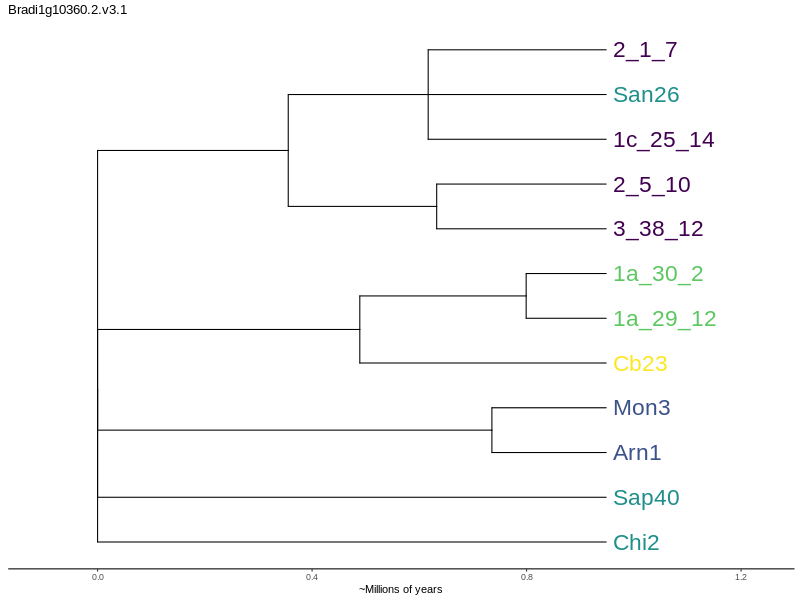 Bradi1g10360.2.v3.1
2_1_7
San26
1c_25_14
2_5_10
3_38_12
1a_30_2
1a_29_12
Cb23
Mon3
Arn1
Sap40
Chi2
0.0 0.4 0.8 1.2
~Millions of years